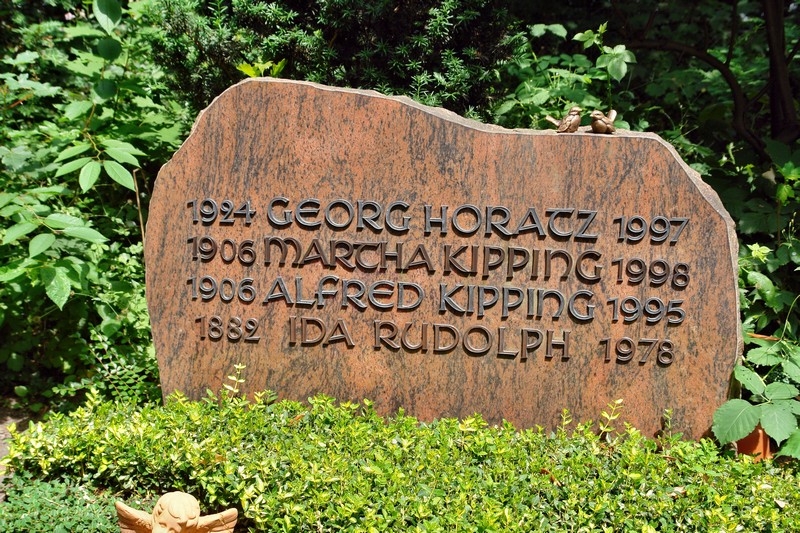 1924 GEORG HORATZ 1997
1906 MARTHA KIPPING 1998
1906 ALFRED KIPPING 1995
1882 IDA RUDOLPH 1978